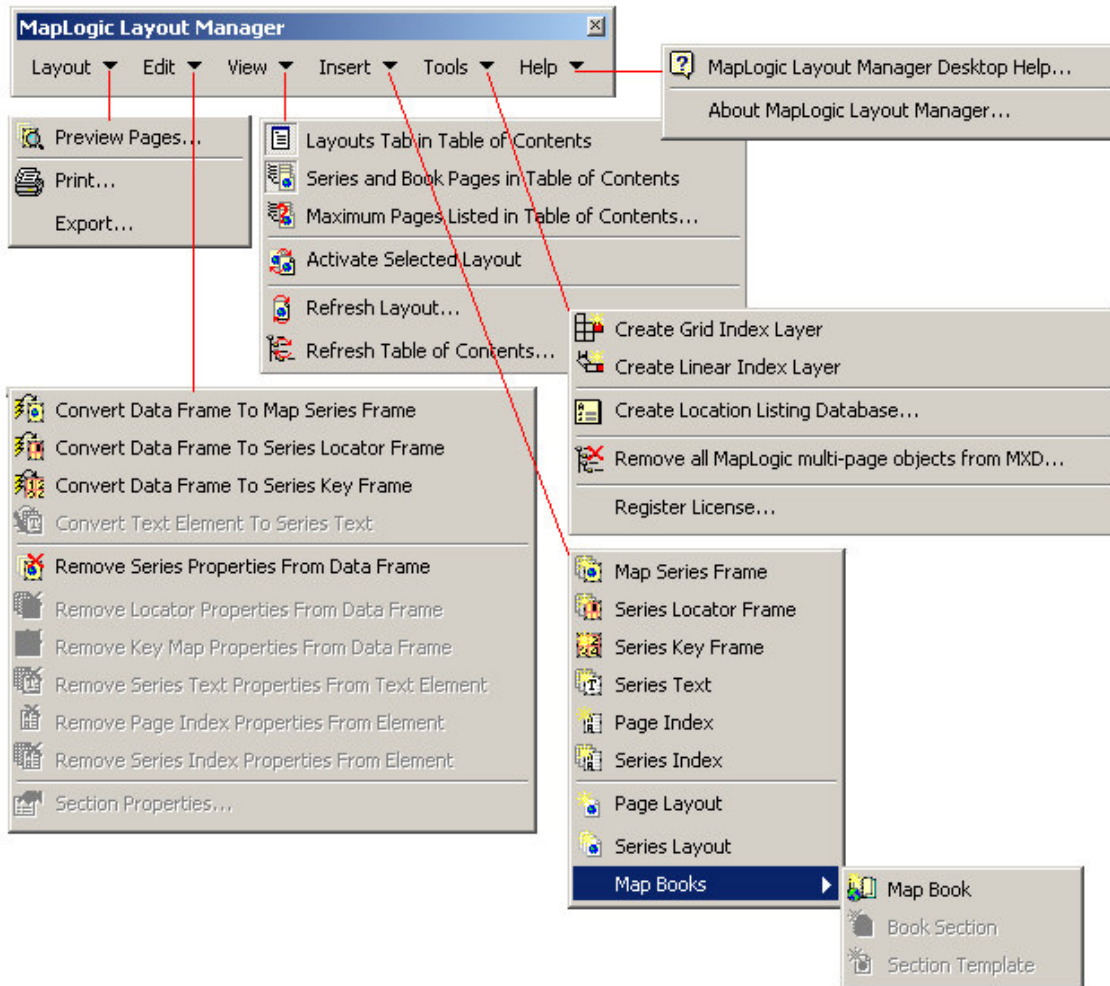 MapLogic Layout Manager
Layout Edit View Insert Tools Help
MapLogic Layout Manager Desktop Help...
About MapLogic Layout Manager...
Preview Pages...
Print...
Export...
Layouts Tab in Table of Contents
Series and Book Pages in Table of Contents
Maximum Pages Listed in Table of Contents...
Activate Selected Layout
Refresh Layout...
Refresh Table of Contents...
Create Grid Index Layer
Create Linear Index Layer
Create Location Listing Database...
Remove all MapLogic multi-page objects from MXD...
Register License...
Convert Data Frame To Map Series Frame
Convert Data Frame To Series Locator Frame
Convert Data Frame To Series Key Frame
Convert Text Element To Series Text
Remove Series Properties From Data Frame
Remove Locator Properties From Data Frame
Remove Key Map Properties From Data Frame
Remove Series Text Properties From Text Element
Remove Page Index Properties From Element
Remove Series Index Properties From Element
Section Properties...
Map Series Frame
Series Locator Frame
Series Key Frame
Series Text
Page Index
Series Index
Page Layout
Series Layout
Map Books
Map Book
Book Section
Section Template